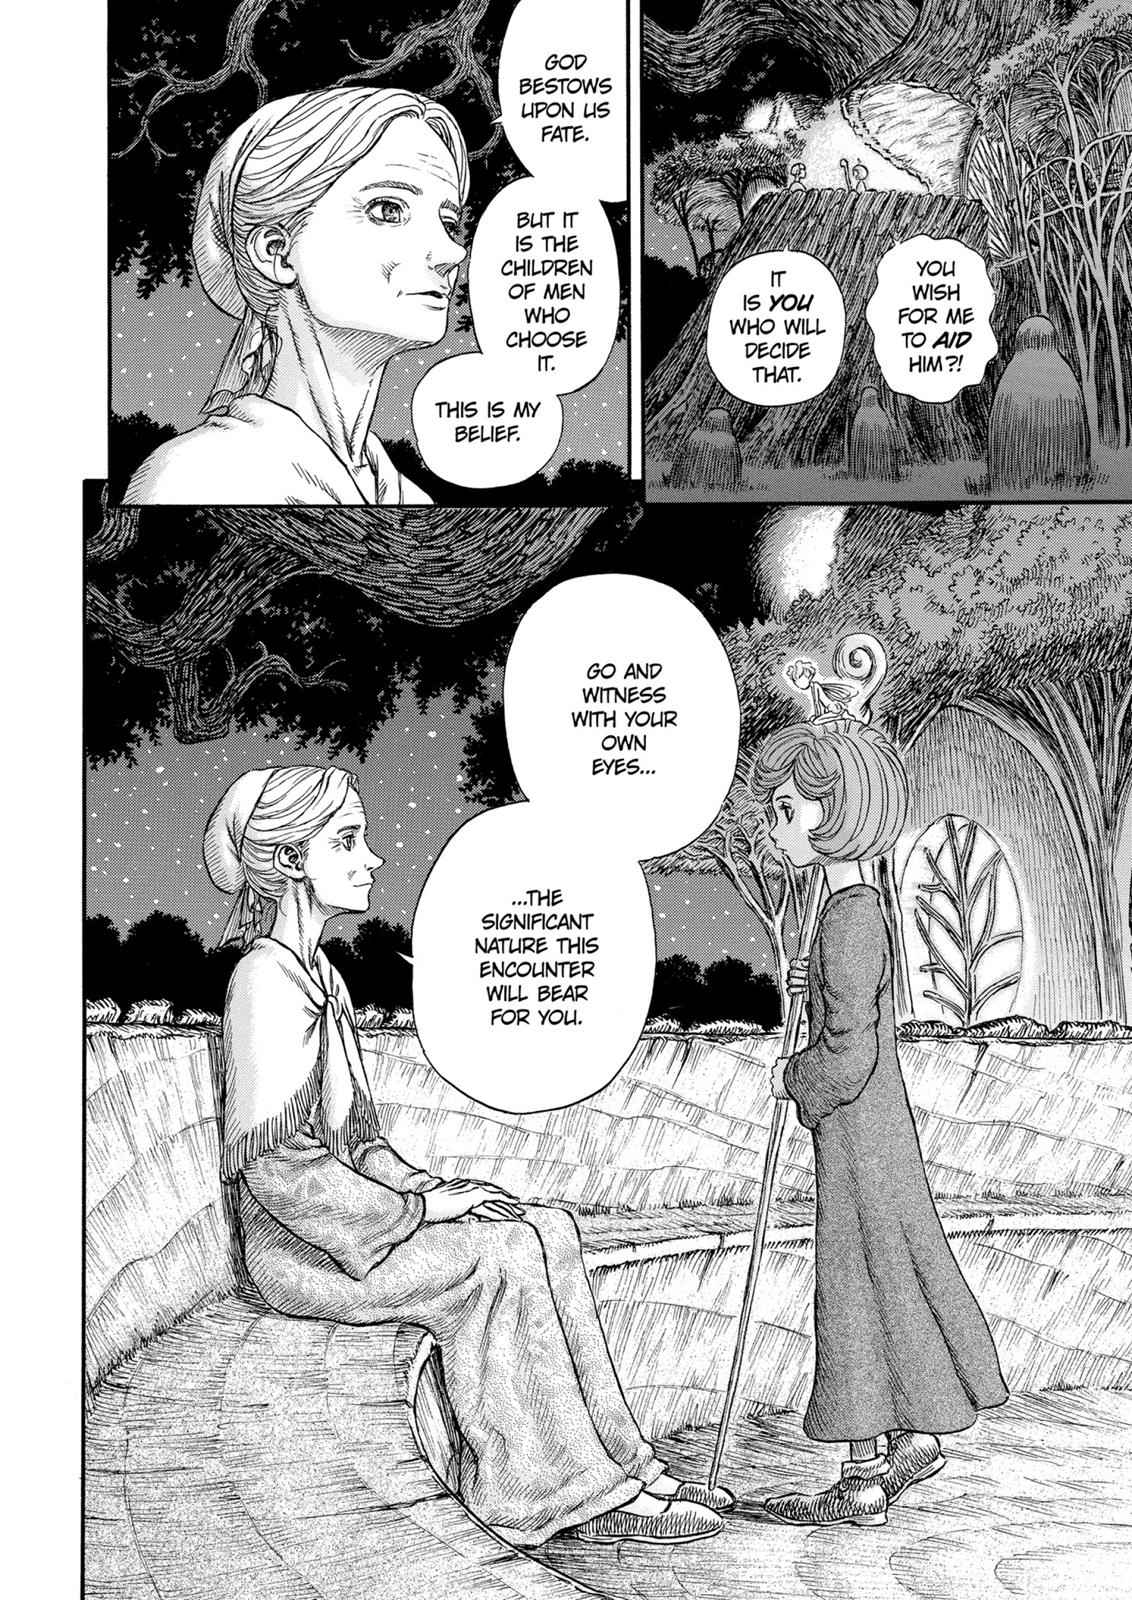 YOU
WISH
FOR ME
TO AID
HIM?!
IT
IS YOU
WHO WILL
DECIDE
THAT.
GOD
BESTOWS
UPON US
FATE.
BUT IT
IS THE
CHILDREN
OF MEN
WHO
CHOOSE
IT.
THIS IS MY
BELIEF.
GO AND
WITNESS
WITH YOUR
OWN
EYES...
...THE
SIGNIFICANT
NATURE THIS
ENCOUNTER
WILL BEAR
FOR YOU.